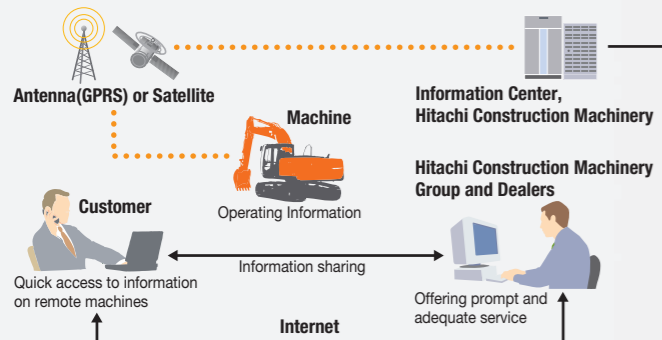 Antenna(GPRS) or Satellite
Information Center,
Hitachi Construction Machinery
Machine
Operating Information
Hitachi Construction Machinery
Group and Dealers
Customer
Information sharing
Quick access to information
on remote machines
Offering prompt and
adequate service
Internet